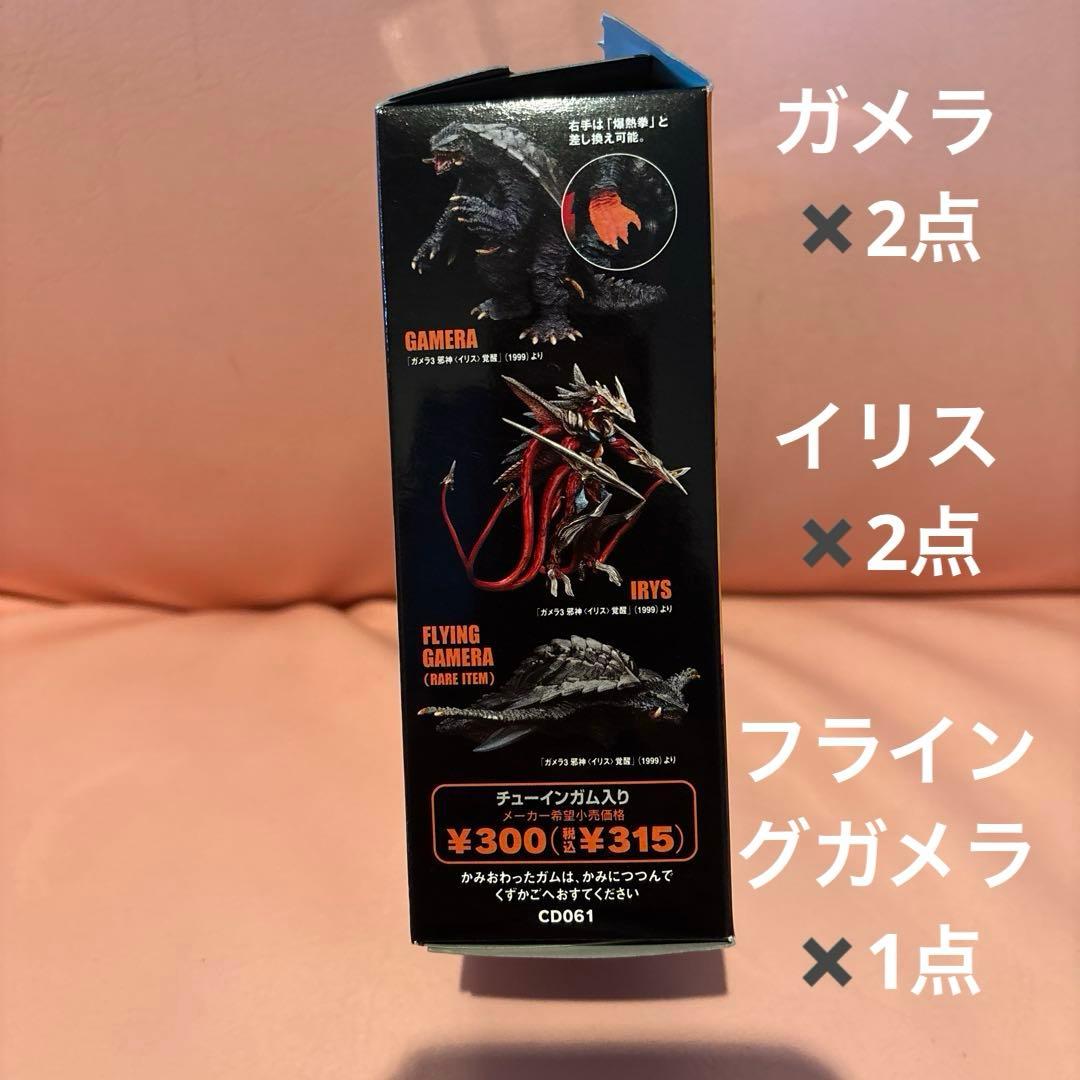 右手は「爆熱拳」と
差し換え可能。
GAMERA
「ガメラ3 邪神〈イリス〉覚醒」(1999)より
IRYS
「ガメラ3 邪神〈イリス〉覚醒」(1999)より
FLYING
GAMERA
(RARE ITEM)
「ガメラ3 邪神〈イリス〉覚醒」(1999)より
チューインガム入り
メーカー希望小売価格
¥300(税込¥315)
かみおわったガムは、かみにつつんで
くずかごへおすてください
CD061
ガメラ
✖2点
イリス
✖2点
フライン
グガメラ
✖1点